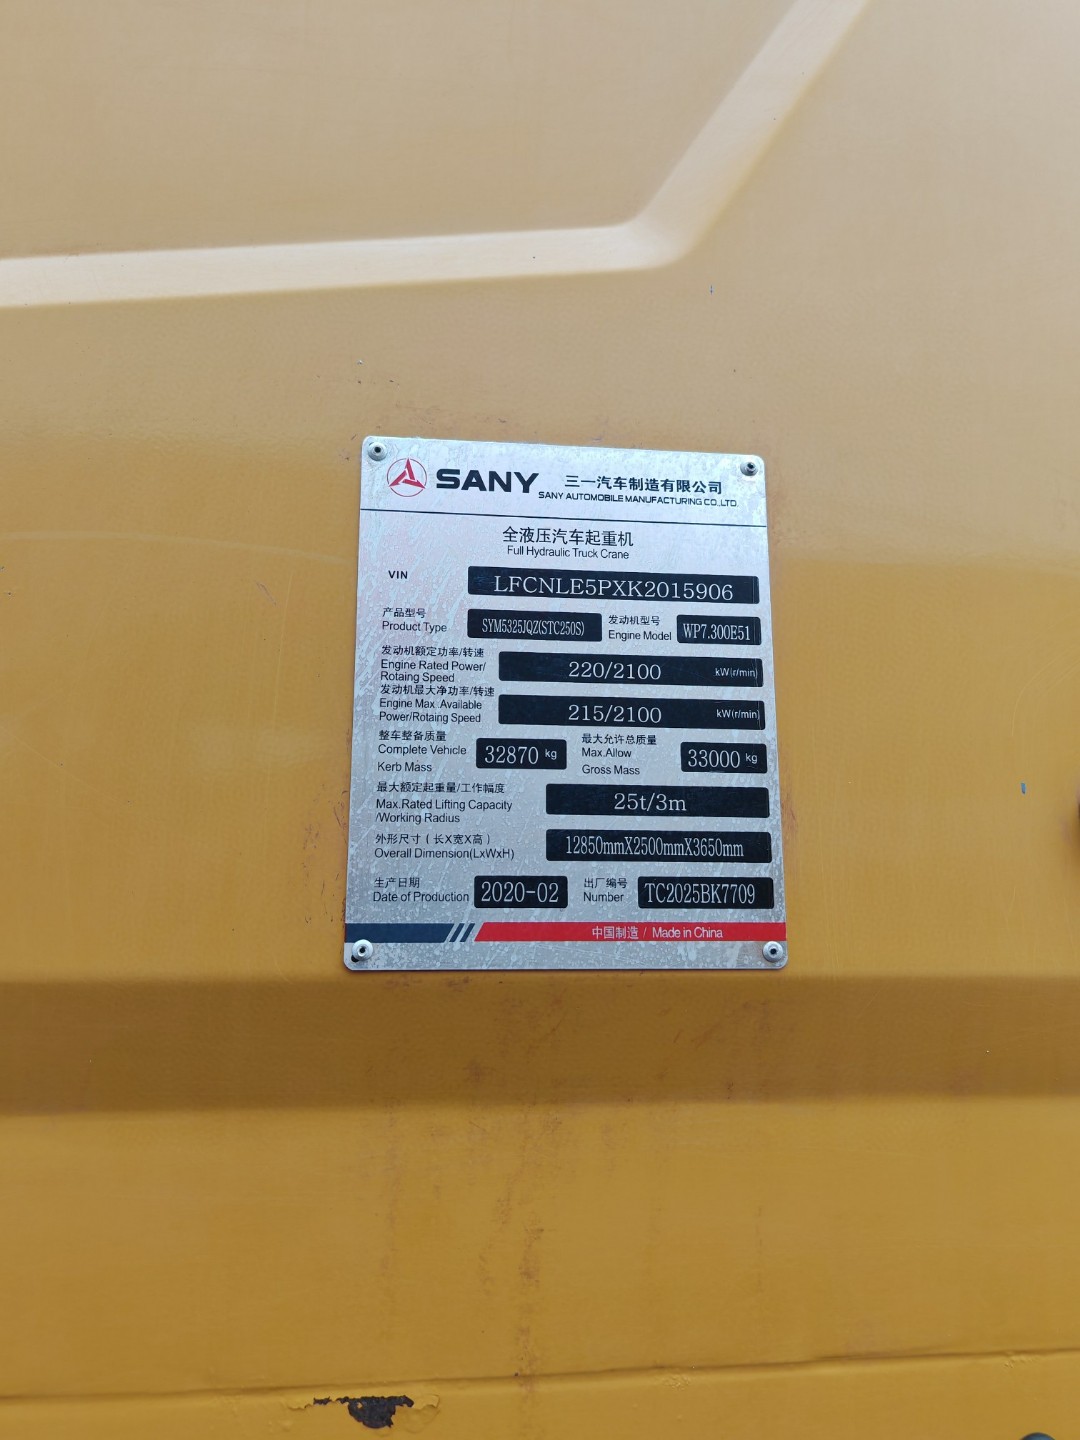 SANY 三一汽车制造有限公司
SANY AUTOMOBILE MANUFACTURING CO.,LTD.
全液压汽车起重机
Full Hydraulic Truck Crane
VIN LFCNLE5PXK2015906
产品型号 发动机型号
Product Type SYM5325JQZ(STC250S) Engine Model WP7.300E51
发动机额定功率/转速
Engine Rated Power/ 220/2100 kW(r/min)
Rotaing Speed
发动机最大净功率/转速
Engine Max .Available 215/2100 kW(r/min)
Power/Rotaing Speed
整车整备质量 最大允许总质量
Complete Vehicle 32870 kg Max.Allow 33000 kg
Kerb Mass Gross Mass
最大额定起重量/工作幅度
Max.Rated Lifting Capacity 25t/3m
/Working Radius
外形尺寸 ( 长X宽X高 )
Overall Dimension(LxWxH) 12850mmX2500mmX3650mm
生产日期 出厂编号
Date of Production 2020-02 Number TC2025BK7709
中国制造 / Made in China